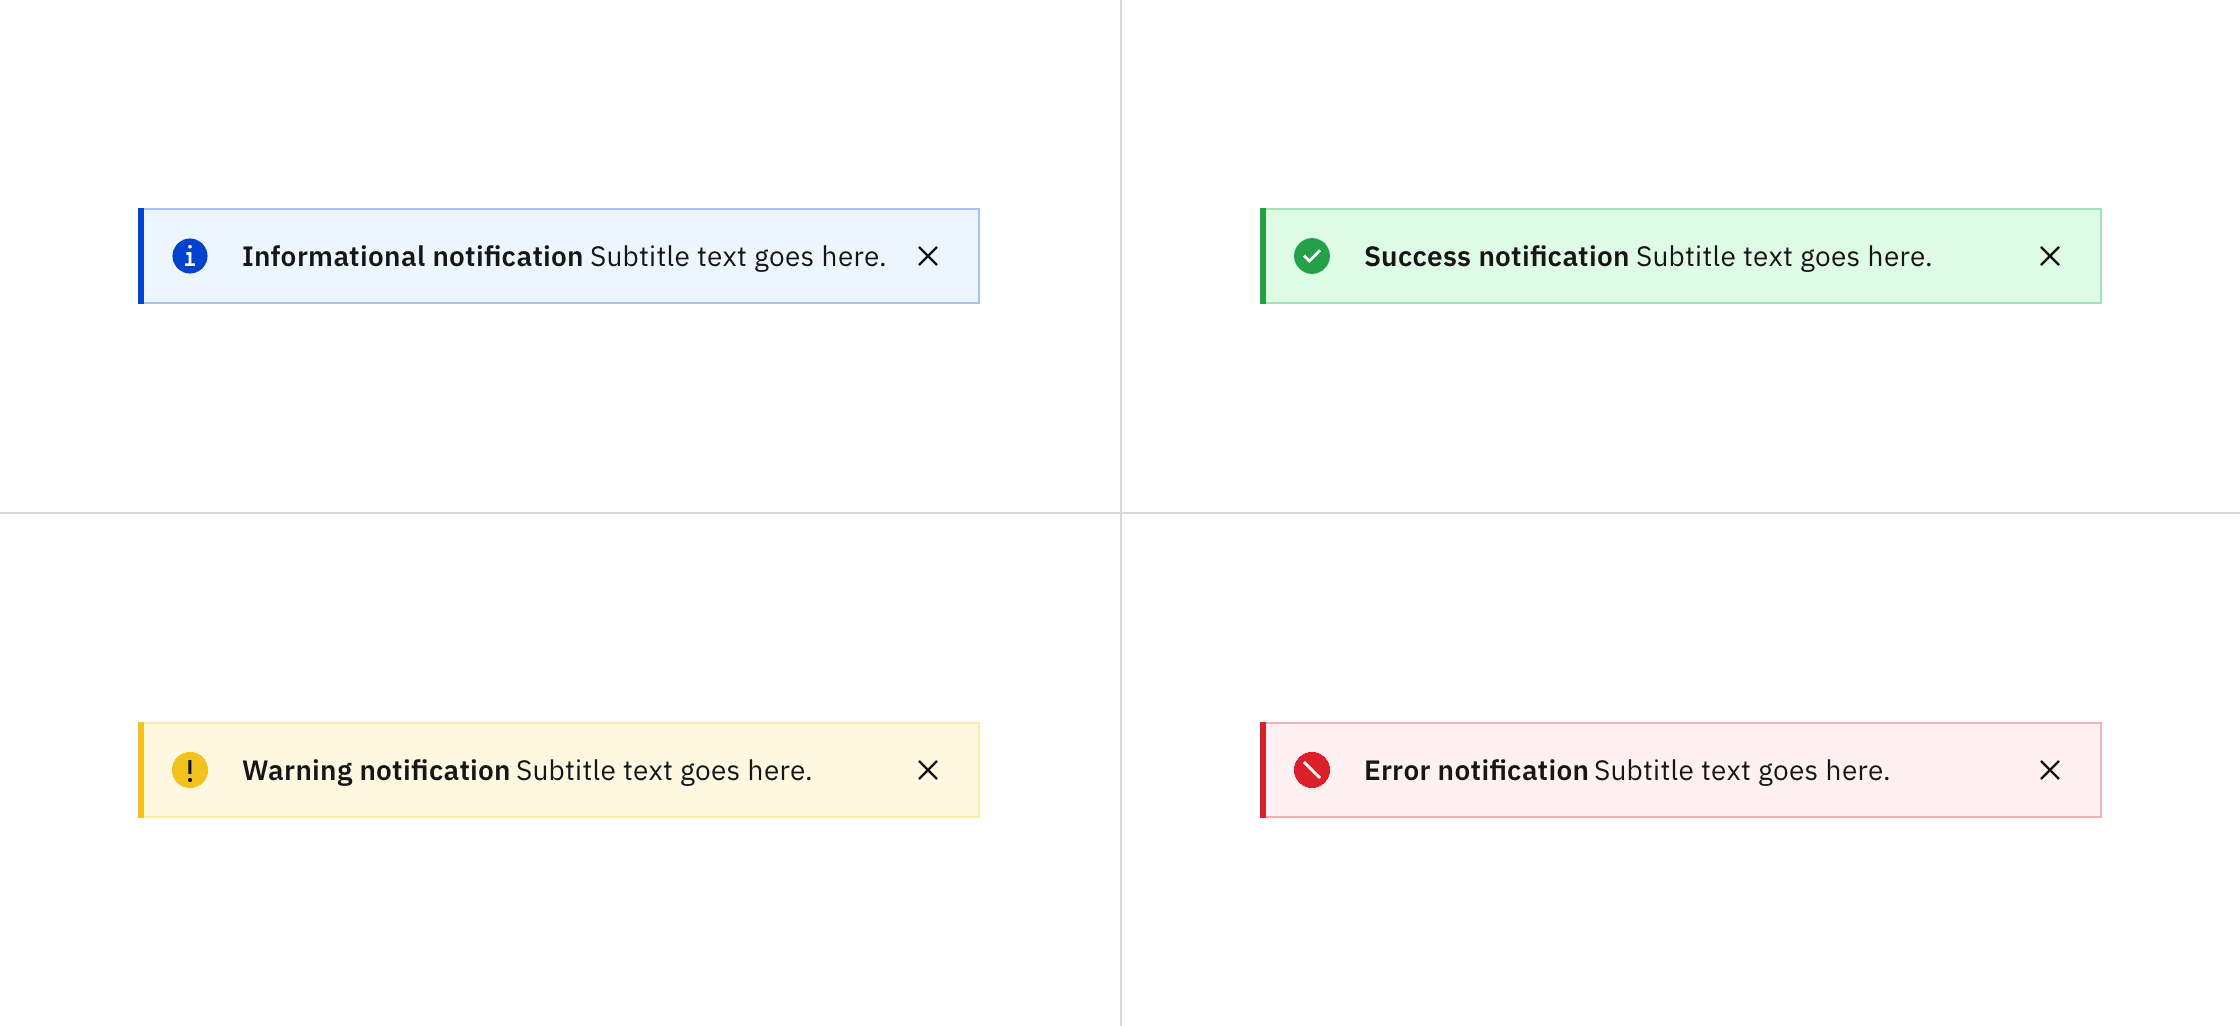 Informational notification Subtitle text goes here.
Success notification Subtitle text goes here.
Warning notification Subtitle text goes here.
Error notification Subtitle text goes here.